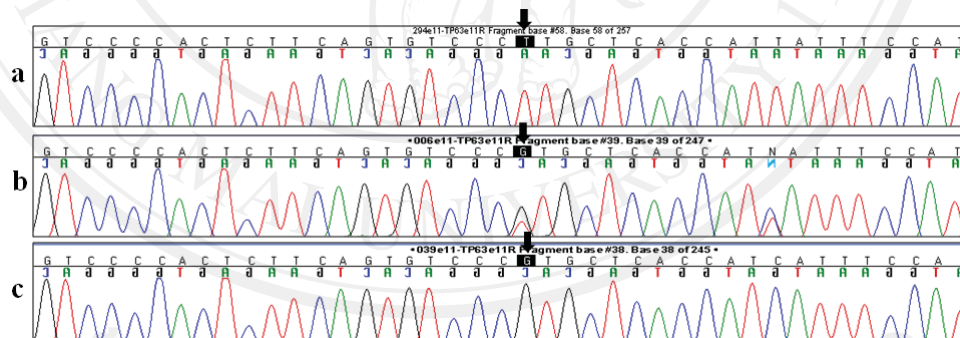 294e11-TP63e11R Fragment base #58. Base 58 of 257
G T C C C C A C T C T T C A G T G T C C C T T G C T C A C C A T T A T T T C C A T
C A G G G G T G A G A A G T C A C A G G G A A C G A G T G G T A A T A A A G G T A
a
•006e11-TP63e11R Fragment base #39. Base 39 of 247 •
G T C C C C A C T C T T C A G T G T C C C G T G C T C A C C A T N A T T T C C A T
C A G G G G T G A G A A G T C A C A G G G C A C G A G T G G T A N T A A A G G T A
b
•039e11-TP63e11R Fragment base #38. Base 38 of 245 •
G T C C C C A C T C T T C A G T G T C C C G T G C T C A C C A T C A T T T C C A
C A G G G G T G A G A A G T C A C A G G G C A C G A G T G G T A G T A A A G G T
c